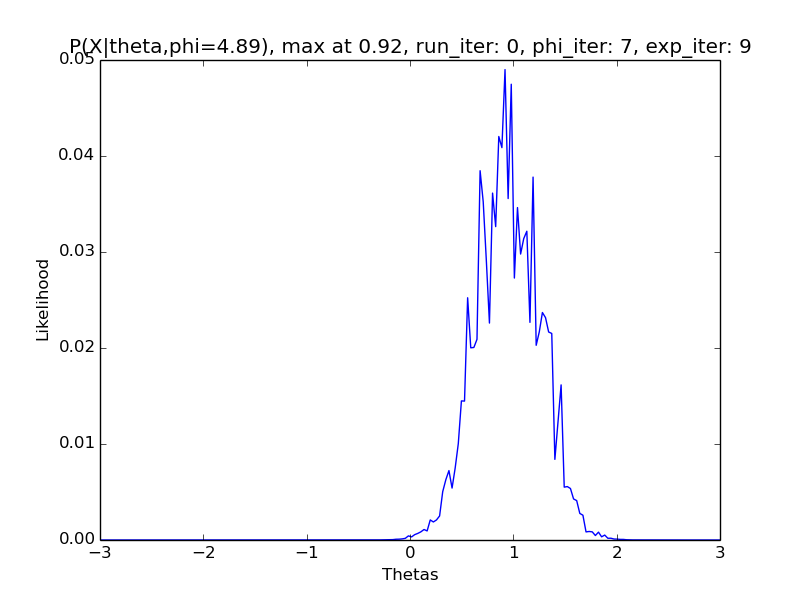 P(X|theta,phi=4.89), max at 0.92, run_iter: 0, phi_iter: 7, exp_iter: 9
0.05
0.04
0.03
0.02
0.01
0.00
Likelihood
−3 −2 −1 0 1 2 3
Thetas